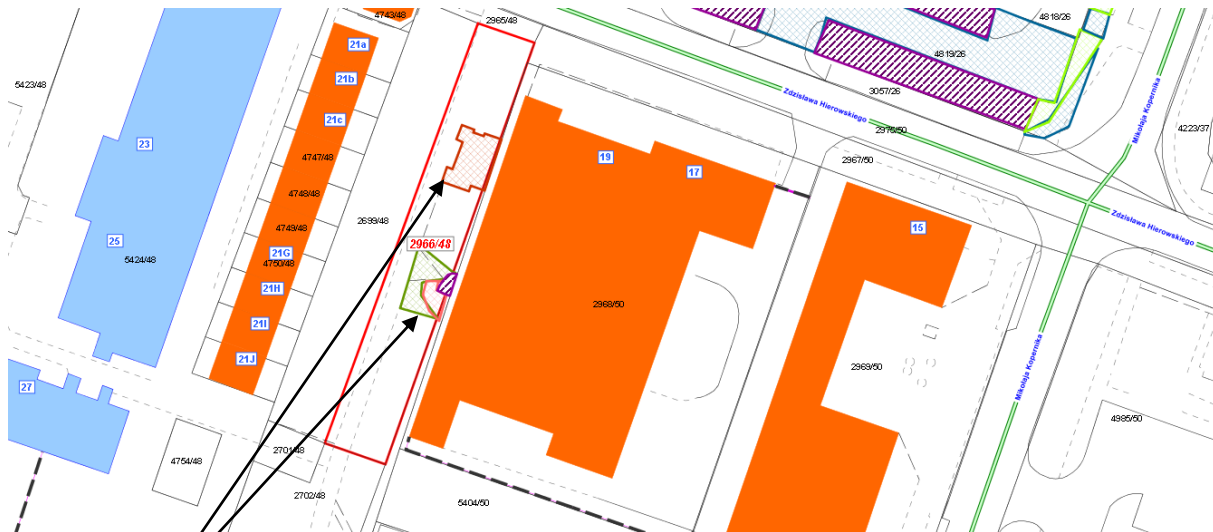 4743/48
2965/48
4818/26
21a
4819/26
5423/48
21b
3057/26
Zdzisława Hierowskiego
Mikołaja Kopernika
21c
2975/50
4223/37
23
4747/48
19
2967/50
17
4748/48
2699/48
Zdzisława Hierowskiego
4749/48
15
25
5424/48
21G
2966/48
4750/48
21H
2968/50
21I
21J
2969/50
Mikołaja Kopernika
27
4985/50
2701/48
4754/48
2702/48
5404/50